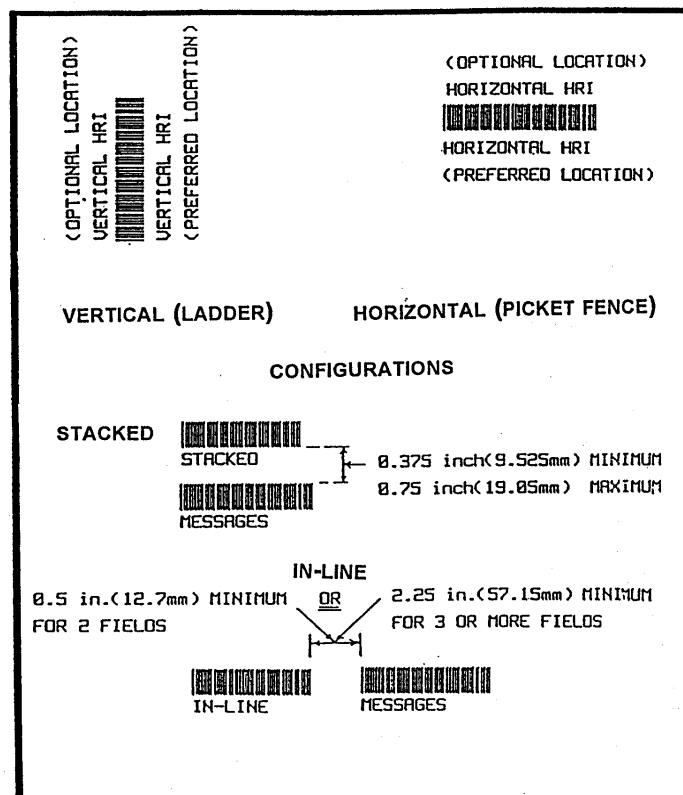 (OPTIONAL LOCATION)
VERTICAL HRI
VERTICAL HRI
(PREFERRED LOCATION)
(OPTIONAL LOCATION)
HORIZONTAL HRI
HORIZONTAL HRI
(PREFERRED LOCATION)
VERTICAL (LADDER)
HORIZONTAL (PICKET FENCE)
CONFIGURATIONS
STACKED
STACKED
0.375 inch(9.525mm) MINIMUM
0.75 inch(19.05mm) MAXIMUM
MESSAGES
IN-LINE
OR
0.5 in.(12.7mm) MINIMUM
FOR 2 FIELDS
2.25 in.(57.15mm) MINIMUM
FOR 3 OR MORE FIELDS
IN-LINE
MESSAGES